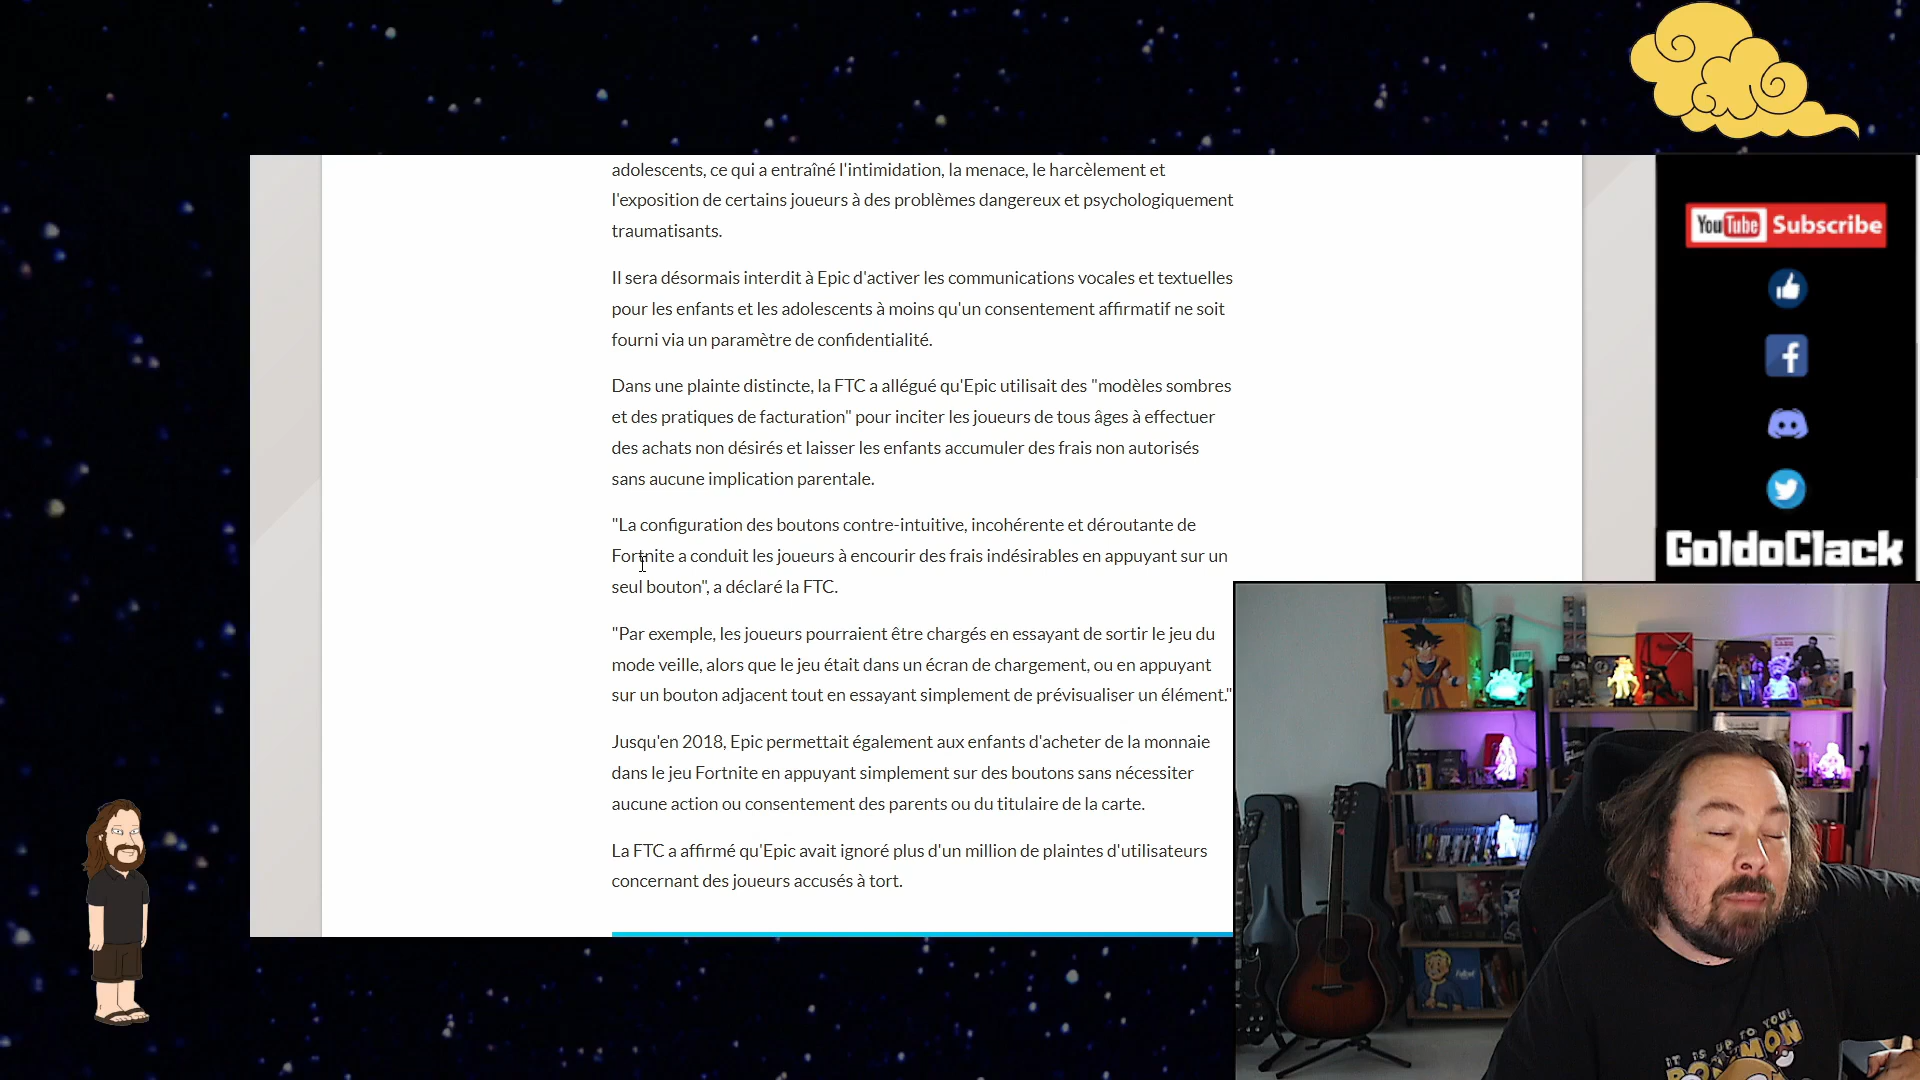 adolescents, ce qui a entraîné l'intimidation, la menace, le harcèlement et
l'exposition de certains joueurs à des problèmes dangereux et psychologiquement
traumatisants.
Il sera désormais interdit à Epic d'activer les communications vocales et textuelles
pour les enfants et les adolescents à moins qu'un consentement affirmatif ne soit
fourni via un paramètre de confidentialité.
Dans une plainte distincte, la FTC a allégué qu'Epic utilisait des "modèles sombres
et des pratiques de facturation" pour inciter les joueurs de tous âges à effectuer
des achats non désirés et laisser les enfants accumuler des frais non autorisés
sans aucune implication parentale.
"La configuration des boutons contre-intuitive, incohérente et déroutante de
Fortnite a conduit les joueurs à encourir des frais indésirables en appuyant sur un
seul bouton", a déclaré la FTC.
"Par exemple, les joueurs pourraient être chargés en essayant de sortir le jeu du
mode veille, alors que le jeu était dans un écran de chargement, ou en appuyant
sur un bouton adjacent tout en essayant simplement de prévisualiser un élément."
Jusqu'en 2018, Epic permettait également aux enfants d'acheter de la monnaie
dans le jeu Fortnite en appuyant simplement sur des boutons sans nécessiter
aucune action ou consentement des parents ou du titulaire de la carte.
La FTC a affirmé qu'Epic avait ignoré plus d'un million de plaintes d'utilisateurs
concernant des joueurs accusés à tort.
YouTube Subscribe
GoldoClack
IT IS UP TO YOU!